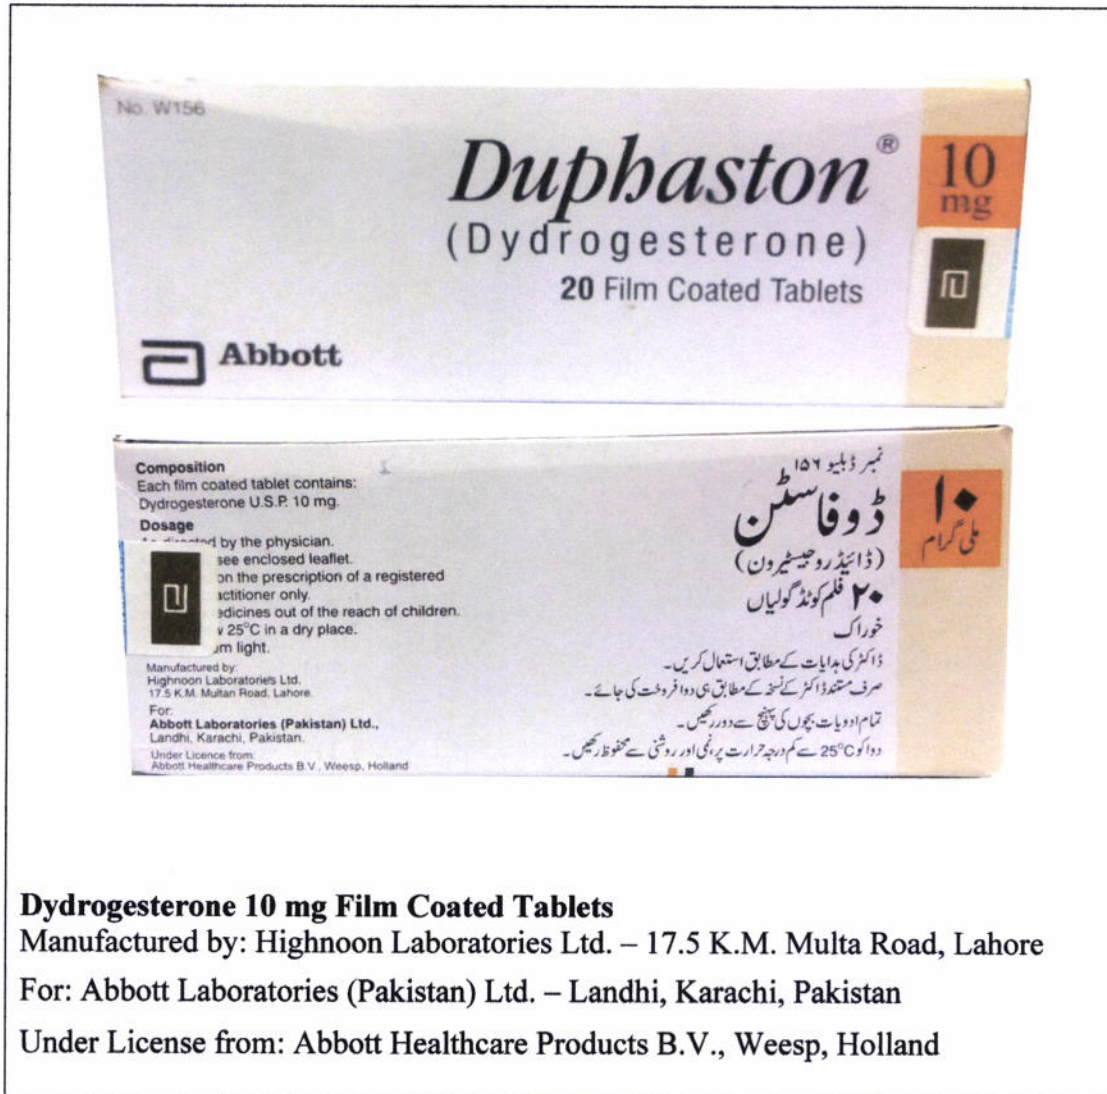 No. W156
Duphaston®
(Dydrogesterone)
20 Film Coated Tablets
10
mg
Abbott
Composition
Each film coated tablet contains:
Dydrogesterone U.S.P. 10 mg.
Dosage
by the physician.
see enclosed leaflet.
on the prescription of a registered
only.
out of the reach of children.
25°C in a dry place.
light.
Manufactured by:
Highnoon Laboratories Ltd.
17.5 K.M. Multan Road, Lahore.
For:
Abbott Laboratories (Pakistan) Ltd.,
Landhi, Karachi, Pakistan.
Under Licence from:
Abbott Healthcare Products B.V., Weesp, Holland
نمبر ڈبلیو ۱۵۶
ڈوفاسٹن
(ڈائیڈروجیسٹیرون)
۲۰ فلم کوٹڈ گولیاں
خوراک
ڈاکٹر کی ہدایات کے مطابق استعمال کریں۔
صرف مستند ڈاکٹر کے نسخہ کے مطابق ہی دوا فروخت کی جائے۔
تمام ادویات بچوں کی پہنچ سے دور رکھیں۔
دوا کو 25°C سے کم درجہ حرارت پر، نمی اور روشنی سے محفوظ رکھیں۔
۱۰
ملی گرام
Dydrogesterone 10 mg Film Coated Tablets
Manufactured by: Highnoon Laboratories Ltd. – 17.5 K.M. Multa Road, Lahore
For: Abbott Laboratories (Pakistan) Ltd. – Landhi, Karachi, Pakistan
Under License from: Abbott Healthcare Products B.V., Weesp, Holland